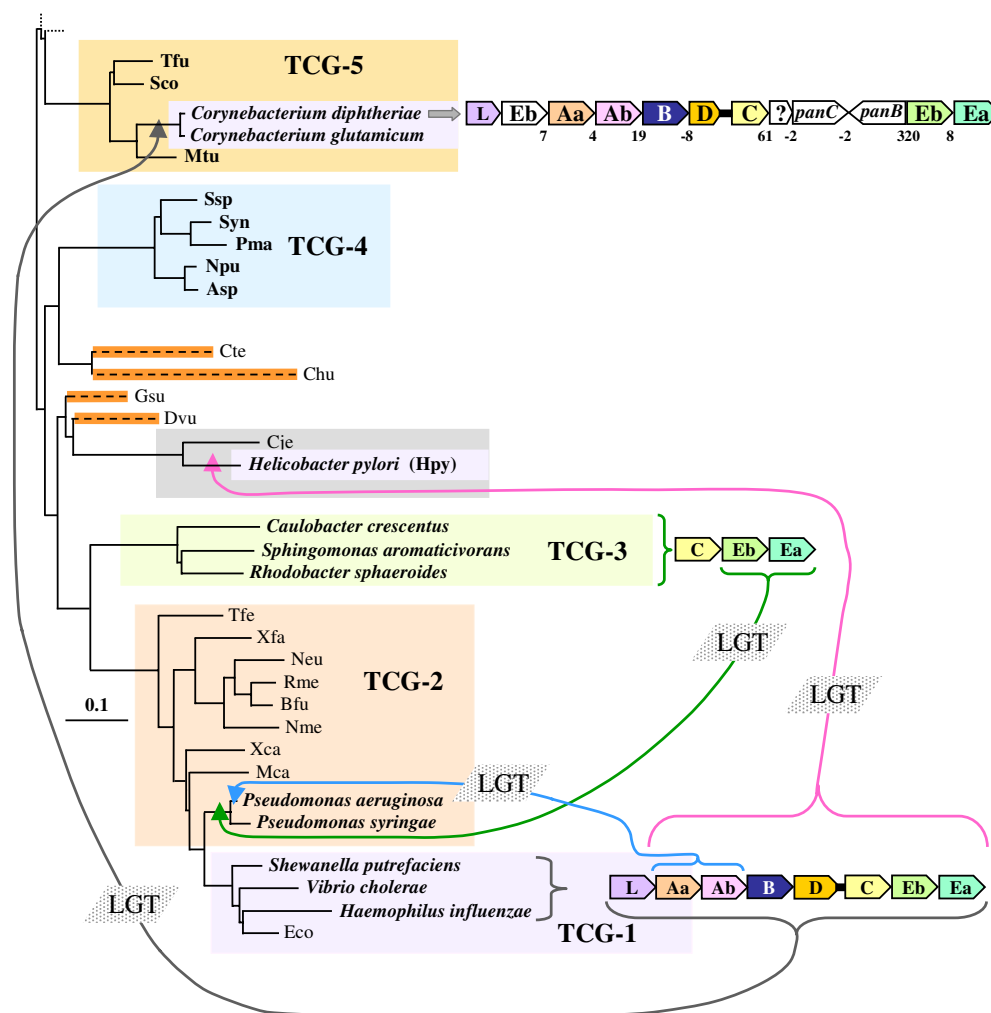 Tfu
TCG-5
Sco
Corynebacterium diphtheriae
L Eb Aa Ab B D C ? panC panB Eb Ea
7 4 19 -8 61 -2 -2 320 8
Corynebacterium glutamicum
Mtu
Ssp
Syn
TCG-4
Pma
Npu
Asp
Cte
Chu
Gsu
Dvu
Cje
Helicobacter pylori (Hpy)
Caulobacter crescentus
Sphingomonas aromaticivorans
TCG-3
C Eb Ea
Rhodobacter sphaeroides
Tfe
Xfa
LGT
Neu
Rme
TCG-2
LGT
0.1
Bfu
Nme
Xca
Mca
LGT
Pseudomonas aeruginosa
Pseudomonas syringae
Shewanella putrefaciens
Vibrio cholerae
L Aa Ab B D C Eb Ea
LGT
Haemophilus influenzae
Eco
TCG-1